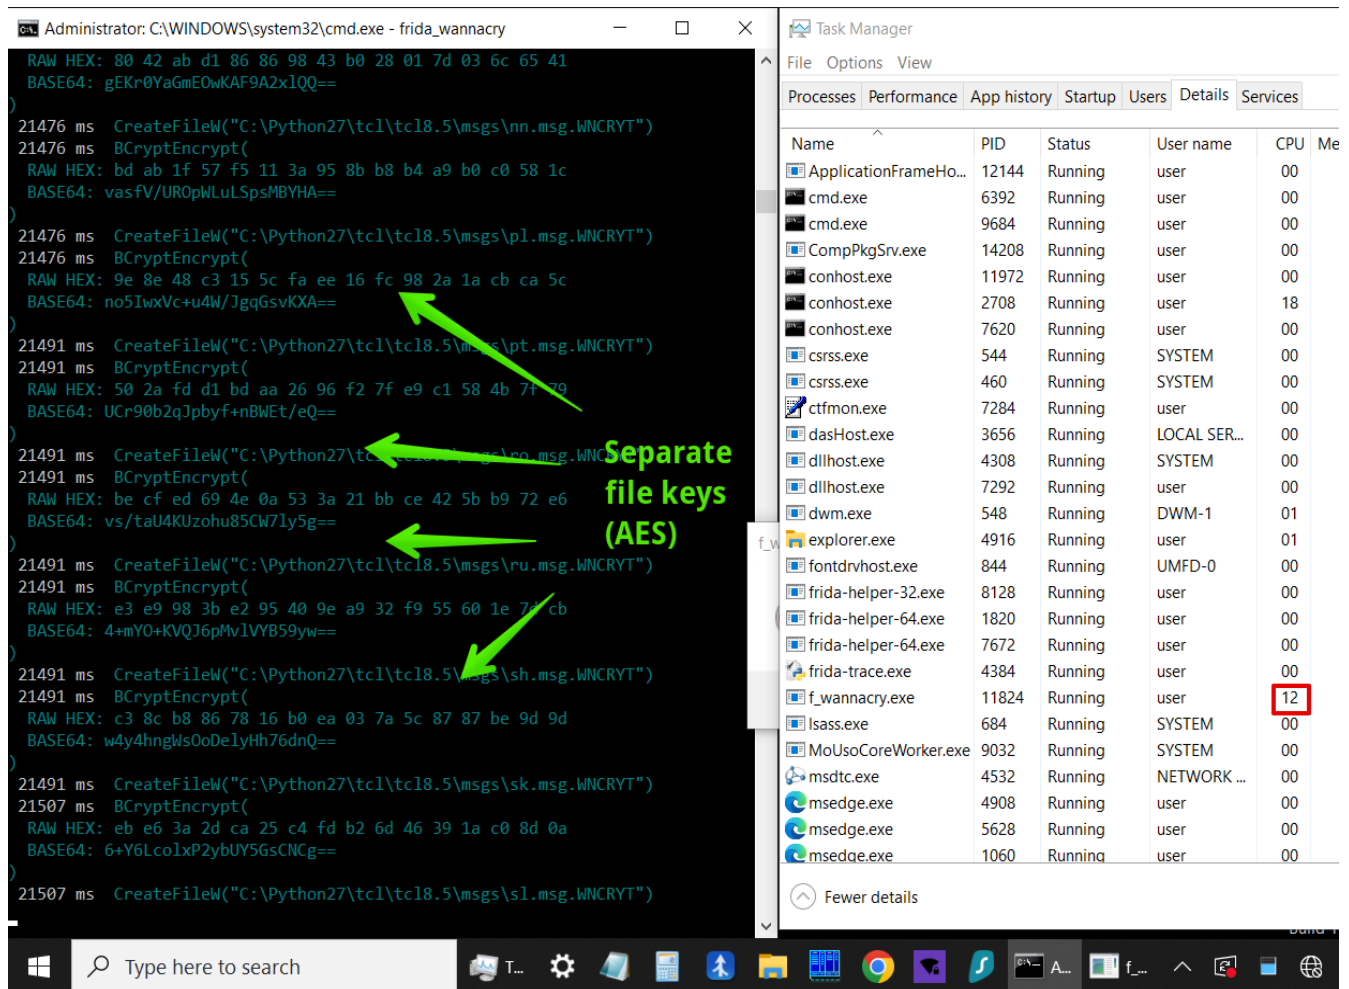 Administrator: C:\WINDOWS\system32\cmd.exe - frida_wannacry
RAW HEX: 80 42 ab d1 86 86 98 43 b0 28 01 7d 03 6c 65 41
BASE64: gEKr0YaGmEOwKAF9A2xlQQ==
)
21476 ms CreateFileW("C:\Python27\tcl\tcl8.5\msgs\nn.msg.WNCRYT")
21476 ms BCryptEncrypt(
RAW HEX: bd ab 1f 57 f5 11 3a 95 8b b8 b4 a9 b0 c0 58 1c
BASE64: vasfV/UROpWLuLSpsMBYHA==
)
21476 ms CreateFileW("C:\Python27\tcl\tcl8.5\msgs\pl.msg.WNCRYT")
21476 ms BCryptEncrypt(
RAW HEX: 9e 8e 48 c3 15 5c fa ee 16 fc 98 2a 1a cb ca 5c
BASE64: no5IwxVc+u4W/JgqGsvKXA==
)
21491 ms CreateFileW("C:\Python27\tcl\tcl8.5\msgs\pt.msg.WNCRYT")
21491 ms BCryptEncrypt(
RAW HEX: 50 2a fd d1 bd aa 26 96 f2 7f e9 c1 58 4b 7f 79
BASE64: UCr90b2qJpbyf+nBWEt/eQ==
)
21491 ms CreateFileW("C:\Python27\tcl\tcl8.5\msgs\ro.msg.WNCRYT")
21491 ms BCryptEncrypt(
RAW HEX: be cf ed 69 4e 0a 53 3a 21 bb ce 42 5b b9 72 e6
BASE64: vs/taU4KUzohu85CW7ly5g==
)
21491 ms CreateFileW("C:\Python27\tcl\tcl8.5\msgs\ru.msg.WNCRYT")
21491 ms BCryptEncrypt(
RAW HEX: e3 e9 98 3b e2 95 40 9e a9 32 f9 55 60 1e 7d cb
BASE64: 4+mYO+KVQJ6pMvlVYB59yw==
)
21491 ms CreateFileW("C:\Python27\tcl\tcl8.5\msgs\sh.msg.WNCRYT")
21491 ms BCryptEncrypt(
RAW HEX: c3 8c b8 86 78 16 b0 ea 03 7a 5c 87 87 be 9d 9d
BASE64: w4y4hngWsOoDelyHh76dnQ==
)
21491 ms CreateFileW("C:\Python27\tcl\tcl8.5\msgs\sk.msg.WNCRYT")
21507 ms BCryptEncrypt(
RAW HEX: eb e6 3a 2d ca 25 c4 fd b2 6d 46 39 1a c0 8d 0a
BASE64: 6+Y6LcolxP2ybUY5GsCNCg==
)
21507 ms CreateFileW("C:\Python27\tcl\tcl8.5\msgs\sl.msg.WNCRYT")
Separate
file keys
(AES)
f_w
Task Manager
File Options View
Processes Performance App history Startup Users Details Services
Name PID Status User name CPU Me
ApplicationFrameHo... 12144 Running user 00
cmd.exe 6392 Running user 00
cmd.exe 9684 Running user 00
CompPkgSrv.exe 14208 Running user 00
conhost.exe 11972 Running user 00
conhost.exe 2708 Running user 18
conhost.exe 7620 Running user 00
csrss.exe 544 Running SYSTEM 00
csrss.exe 460 Running SYSTEM 00
ctfmon.exe 7284 Running user 00
dasHost.exe 3656 Running LOCAL SER... 00
dllhost.exe 4308 Running SYSTEM 00
dllhost.exe 7292 Running user 00
dwm.exe 548 Running DWM-1 01
explorer.exe 4916 Running user 01
fontdrvhost.exe 844 Running UMFD-0 00
frida-helper-32.exe 8128 Running user 00
frida-helper-64.exe 1820 Running user 00
frida-helper-64.exe 7672 Running user 00
frida-trace.exe 4384 Running user 00
f_wannacry.exe 11824 Running user 12
lsass.exe 684 Running SYSTEM 00
MoUsoCoreWorker.exe 9032 Running SYSTEM 00
msdtc.exe 4532 Running NETWORK ... 00
msedge.exe 4908 Running user 00
msedge.exe 5628 Running user 00
msedge.exe 1060 Running user 00
Fewer details
Type here to search
T...
A...
f_...